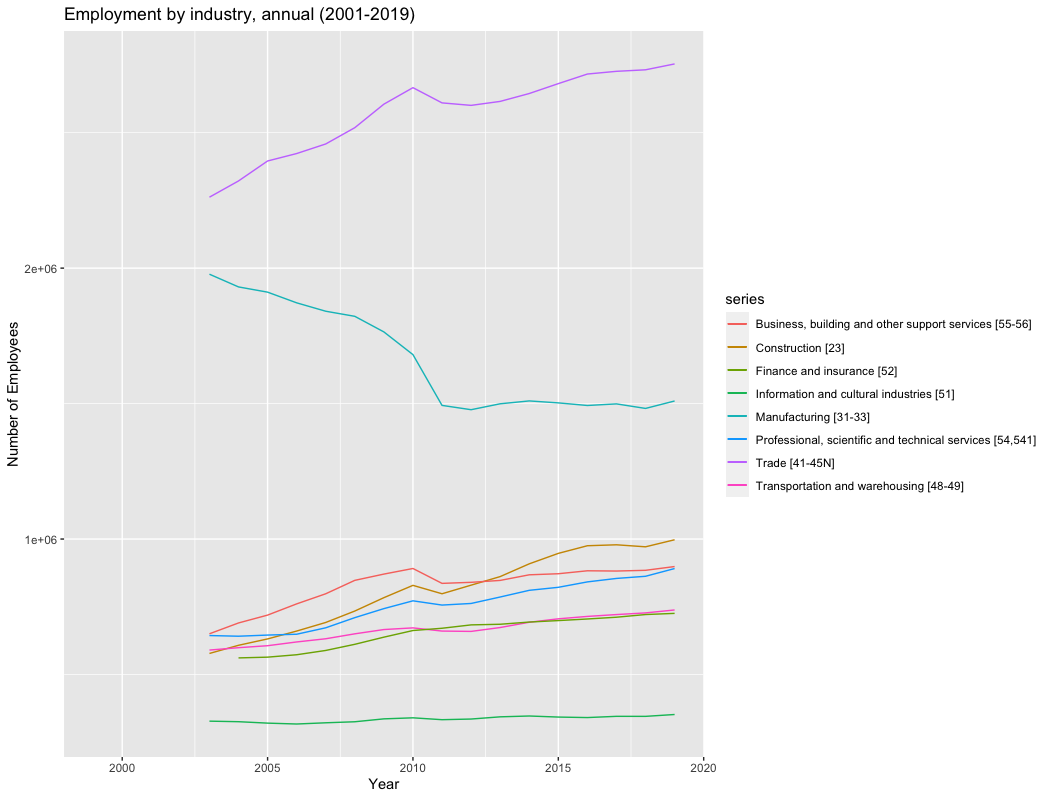 Employment by industry, annual (2001-2019)
Number of Employees
2e+06
1e+06
2000 2005 2010 2015 2020
Year
series
Business, building and other support services [55-56]
Construction [23]
Finance and insurance [52]
Information and cultural industries [51]
Manufacturing [31-33]
Professional, scientific and technical services [54,541]
Trade [41-45N]
Transportation and warehousing [48-49]